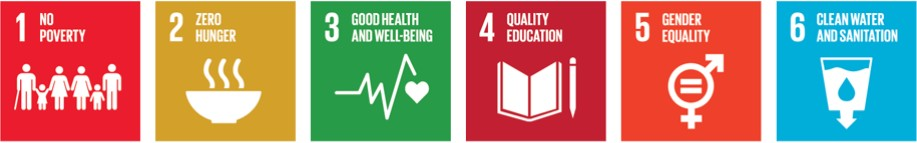 1 NO
POVERTY
2 ZERO
HUNGER
3 GOOD HEALTH
AND WELL-BEING
4 QUALITY
EDUCATION
5 GENDER
EQUALITY
6 CLEAN WATER
AND SANITATION